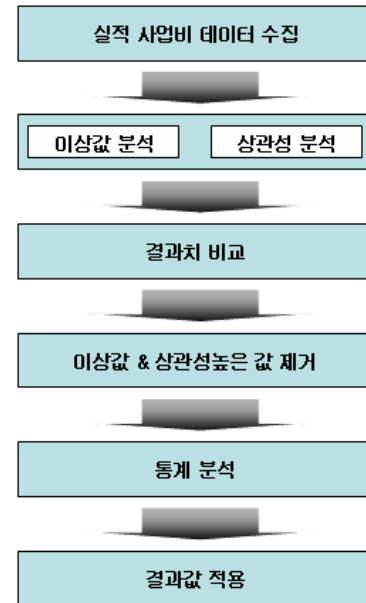 실적 사업비 데이터 수집
이상값 분석 상관성 분석
결과치 비교
이상값 & 상관성높은 값 제거
통계 분석
결과값 적용